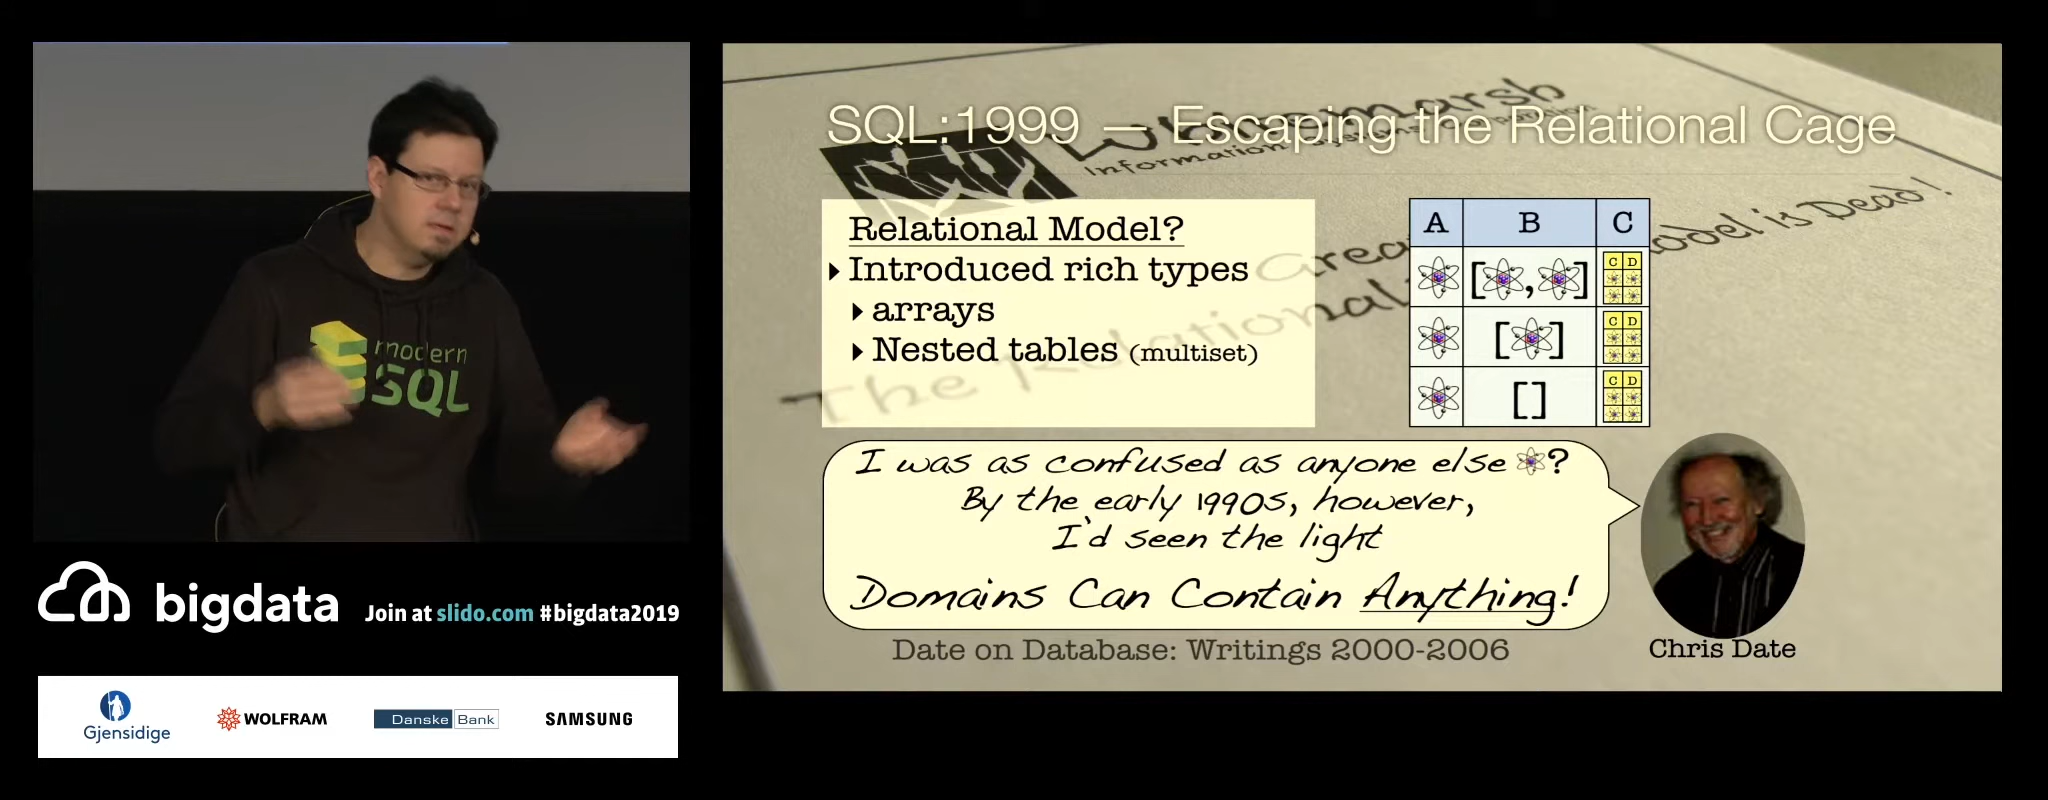 modern
SQL
bigdata
Join at slido.com #bigdata2019
Gjensidige
WOLFRAM
Danske Bank
SAMSUNG
SQL:1999 — Escaping the Relational Cage
Information
Relational Model?
Introduced rich types
arrays
Nested tables (multiset)
The Relational
Model is Dead!
A B C
[ , ] C D
[ ] C D
[] C D
I was as confused as anyone else ?
By the early 1990s, however,
I'd seen the light
Domains Can Contain Anything!
Date on Database: Writings 2000-2006
Chris Date